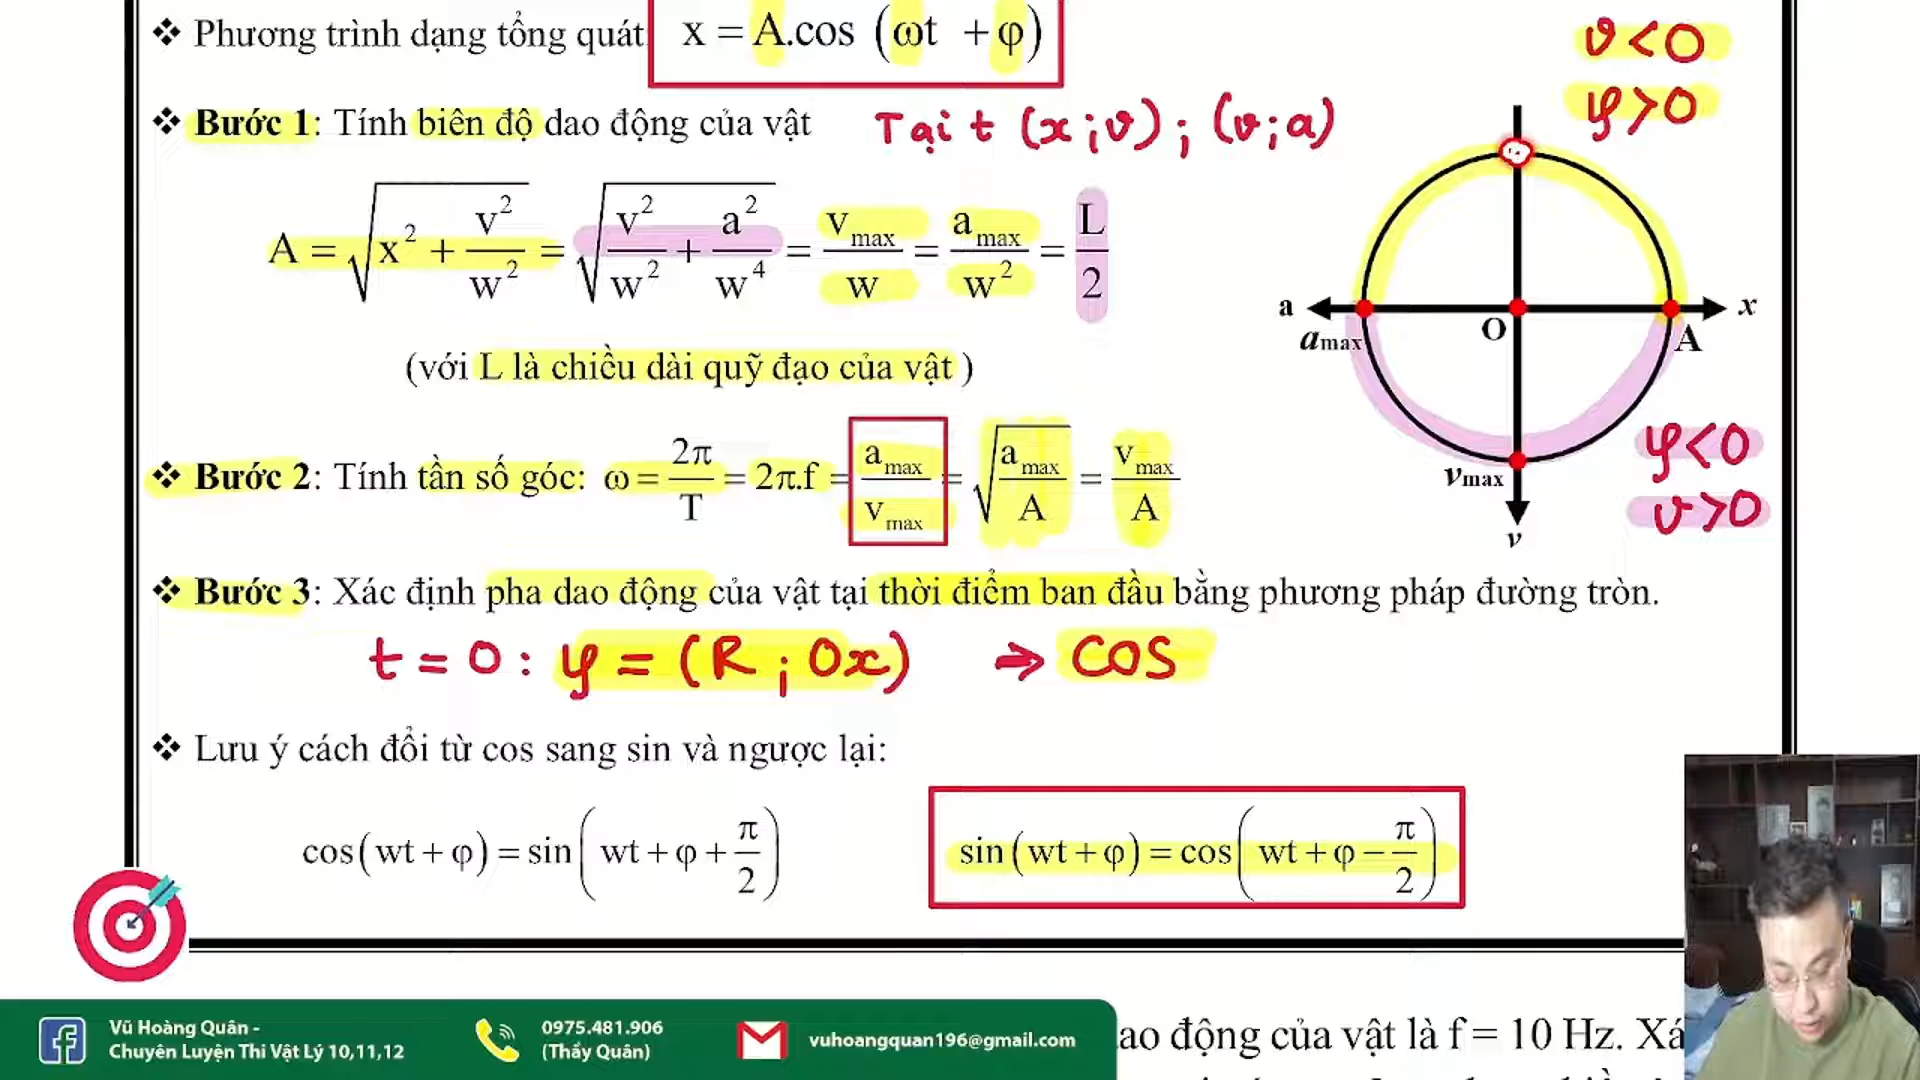 ❖ Phương trình dạng tổng quát x = A.cos (ωt + φ)
v < 0
φ > 0
❖ Bước 1: Tính biên độ dao động của vật Tại t (x;v); (v;a)
A = √(x² + v²/w²) = √(v²/w² + a²/w⁴) = v max/w = a max/w² = L/2
a x
amax O A
(với L là chiều dài quỹ đạo của vật )
φ < 0
vmax
v > 0
v
❖ Bước 2: Tính tần số góc: ω = 2π/T = 2π.f = a max/v max = √(a max/A) = v max/A
❖ Bước 3: Xác định pha dao động của vật tại thời điểm ban đầu bằng phương pháp đường tròn.
t = 0 : φ = (R ; Ox) ⇒ COS
❖ Lưu ý cách đổi từ cos sang sin và ngược lại:
cos(wt + φ) = sin(wt + φ + π/2) sin(wt + φ) = cos(wt + φ − π/2)
Vũ Hoàng Quân -
Chuyên Luyện Thi Vật Lý 10,11,12
0975.481.906
(Thầy Quân)
vuhoangquan196@gmail.com
ao động của vật là f = 10 Hz. Xá